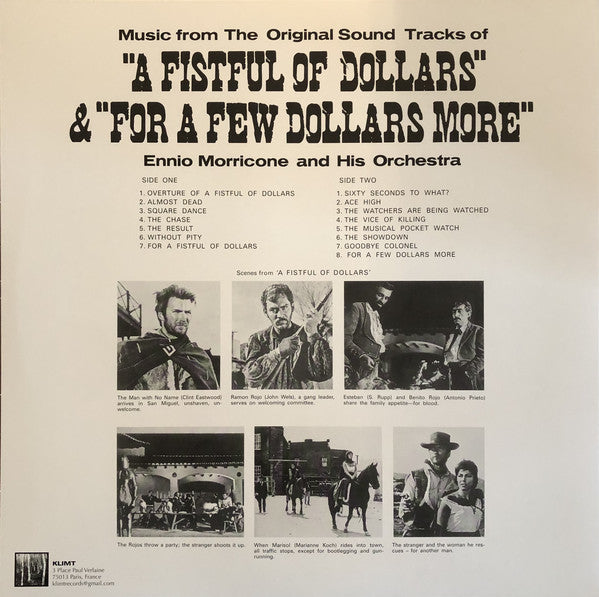 Music from The Original Sound Tracks of
"A FISTFUL OF DOLLARS"
& "FOR A FEW DOLLARS MORE"
Ennio Morricone and His Orchestra
SIDE ONE
1. OVERTURE OF A FISTFUL OF DOLLARS
2. ALMOST DEAD
3. SQUARE DANCE
4. THE CHASE
5. THE RESULT
6. WITHOUT PITY
7. FOR A FISTFUL OF DOLLARS
SIDE TWO
1. SIXTY SECONDS TO WHAT?
2. ACE HIGH
3. THE WATCHERS ARE BEING WATCHED
4. THE VICE OF KILLING
5. THE MUSICAL POCKET WATCH
6. THE SHOWDOWN
7. GOODBYE COLONEL
8. FOR A FEW DOLLARS MORE
Scenes from 'A FISTFUL OF DOLLARS'
The Man with No Name (Clint Eastwood)
arrives in San Miguel, unshaven, un-
welcome.
Ramon Rojo (John Wels), a gang leader,
serves on welcoming committee.
Esteban (S. Rupp) and Benito Rojo (Antonio Prieto)
share the family appetite—for blood.
The Rojos throw a party; the stranger shoots it up.
When Marisol (Marianne Koch) rides into town,
all traffic stops, except for bootlegging and gun-
running.
The stranger and the woman he res-
cues – for another man.
KLIMT
3 Place Paul Verlaine
75013 Paris, France
klimtrecords@gmail.com